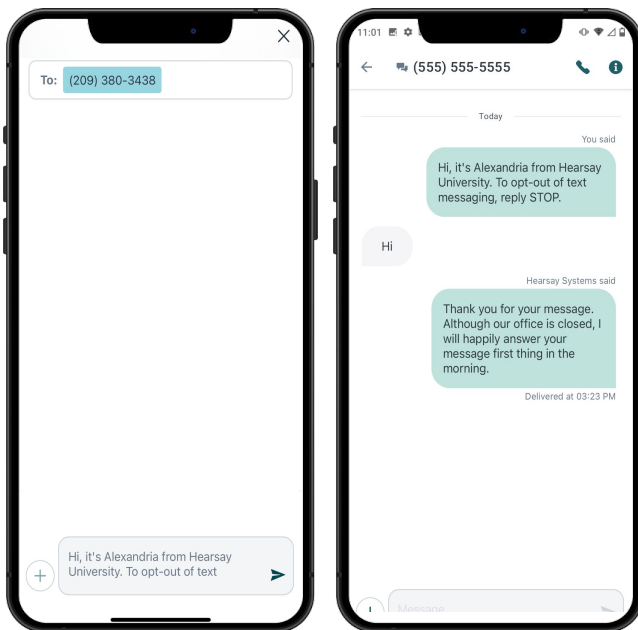 To: (209) 380-3438
Hi, it's Alexandria from Hearsay
University. To opt-out of text
11:01
(555) 555-5555
Today
You said
Hi, it's Alexandria from Hearsay
University. To opt-out of text
messaging, reply STOP.
Hi
Hearsay Systems said
Thank you for your message.
Although our office is closed, I
will happily answer your
message first thing in the
morning.
Delivered at 03:23 PM
Message